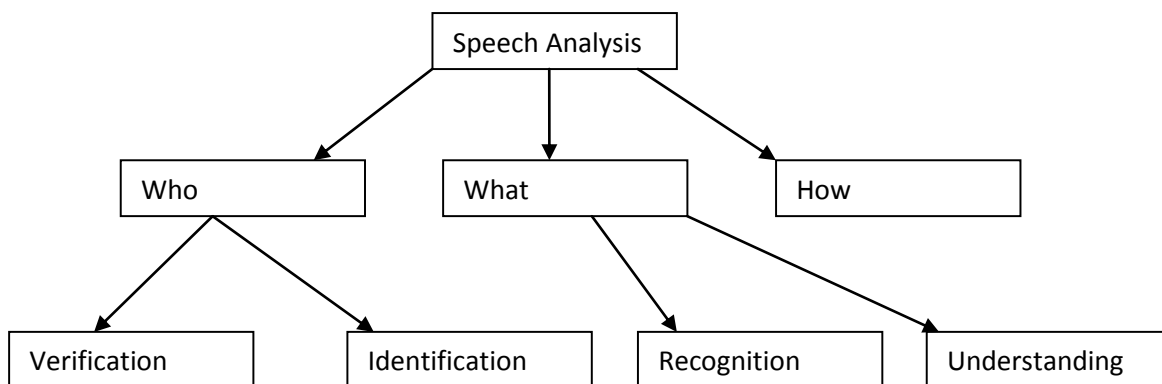 Speech Analysis
Who
What
How
Verification
Identification
Recognition
Understanding